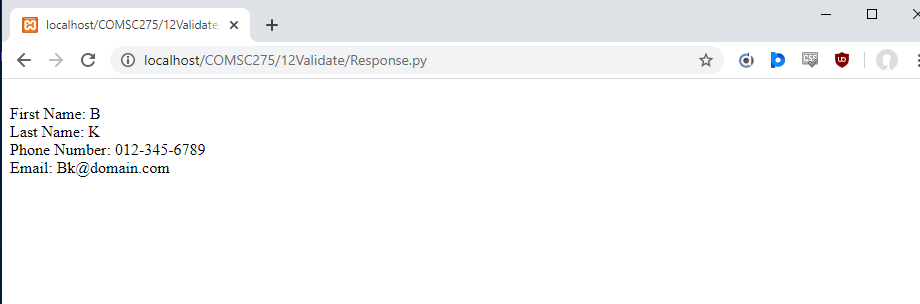 localhost/COMSC275/12Validate
localhost/COMSC275/12Validate/Response.py
CSS
First Name: B
Last Name: K
Phone Number: 012-345-6789
Email: Bk@domain.com